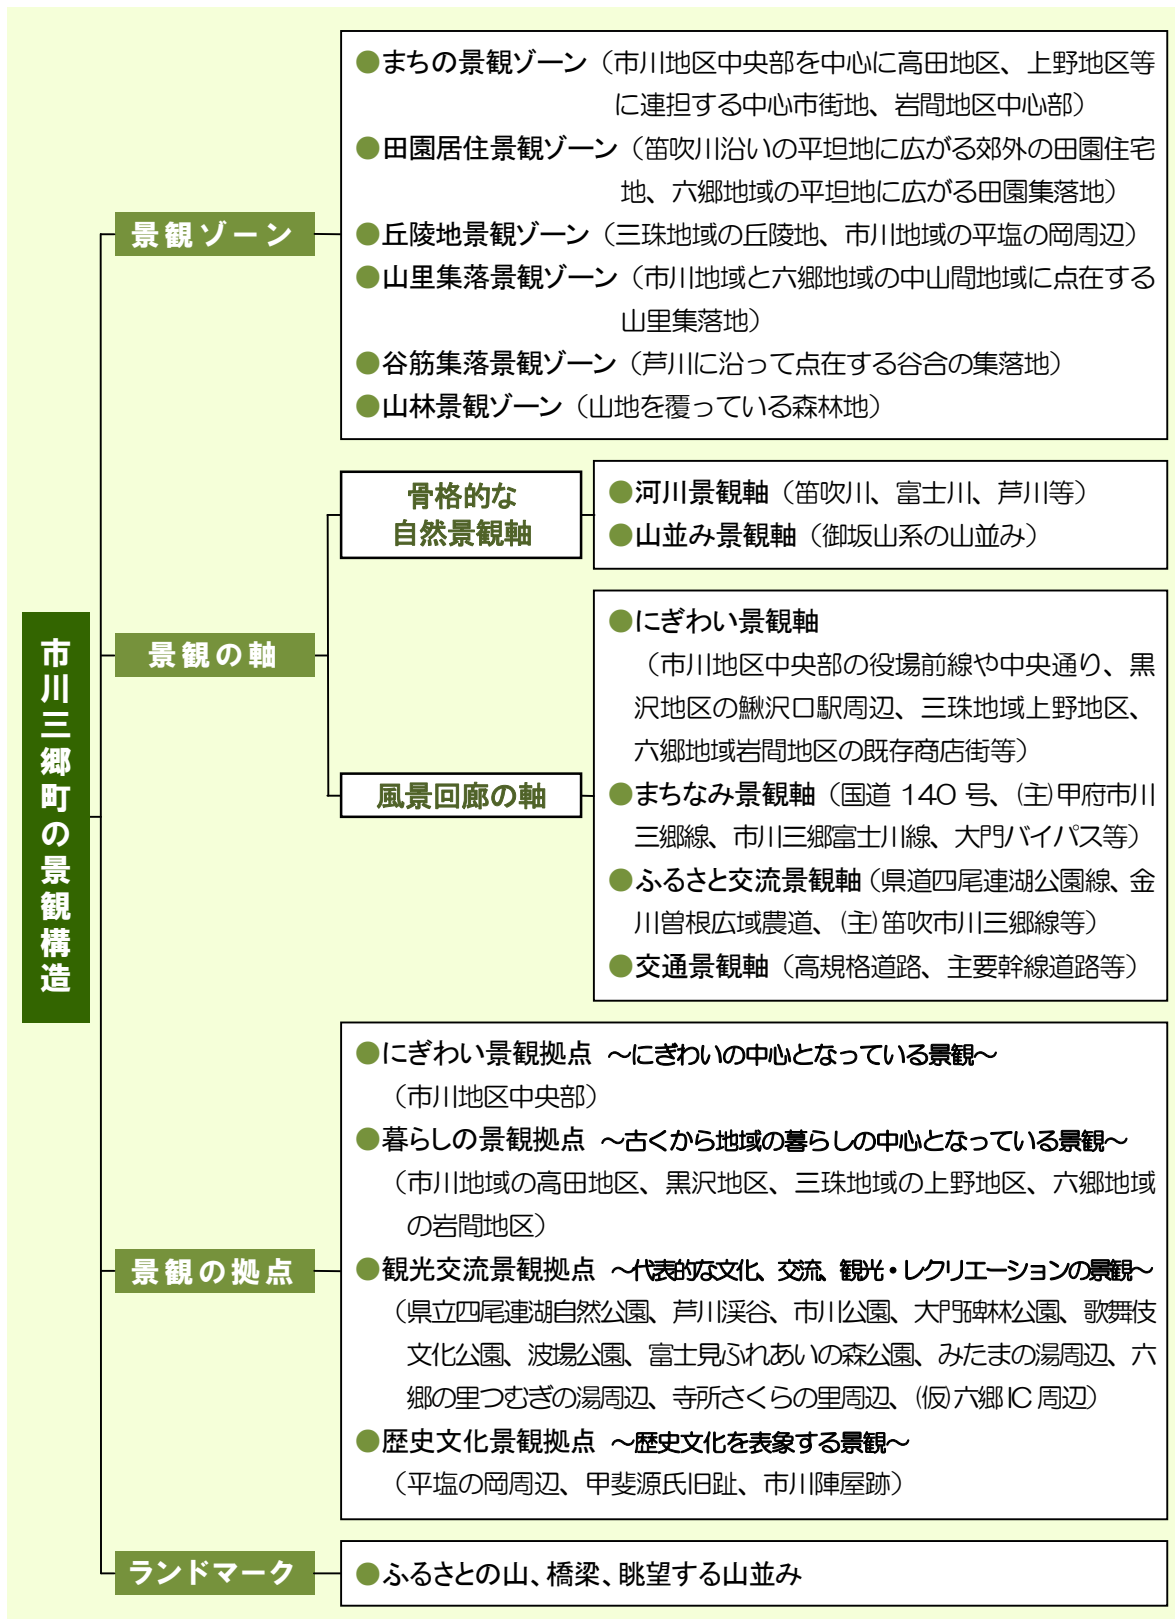 市川三郷町の景観構造
景観ゾーン
●まちの景観ゾーン（市川地区中央部を中心に高田地区、上野地区等
に連担する中心市街地、岩間地区中心部）
●田園居住景観ゾーン（笛吹川沿いの平坦地に広がる郊外の田園住宅
地、六郷地域の平坦地に広がる田園集落地）
●丘陵地景観ゾーン（三珠地域の丘陵地、市川地域の平塩の岡周辺）
●山里集落景観ゾーン（市川地域と六郷地域の中山間地域に点在する
山里集落地）
●谷筋集落景観ゾーン（芦川に沿って点在する谷合の集落地）
●山林景観ゾーン（山地を覆っている森林地）
景観の軸
骨格的な
自然景観軸
●河川景観軸（笛吹川、富士川、芦川等）
●山並み景観軸（御坂山系の山並み）
風景回廊の軸
●にぎわい景観軸
（市川地区中央部の役場前線や中央通り、黒
沢地区の鰍沢口駅周辺、三珠地域上野地区、
六郷地域岩間地区の既存商店街等）
●まちなみ景観軸（国道 140 号、(主)甲府市川
三郷線、市川三郷富士川線、大門バイパス等）
●ふるさと交流景観軸（県道四尾連湖公園線、金
川曽根広域農道、(主)笛吹市川三郷線等）
●交通景観軸（高規格道路、主要幹線道路等）
景観の拠点
●にぎわい景観拠点 ～にぎわいの中心となっている景観～
（市川地区中央部）
●暮らしの景観拠点 ～古くから地域の暮らしの中心となっている景観～
（市川地域の高田地区、黒沢地区、三珠地域の上野地区、六郷地域
の岩間地区）
●観光交流景観拠点 ～代表的な文化、交流、観光・レクリエーションの景観～
（県立四尾連湖自然公園、芦川渓谷、市川公園、大門碑林公園、歌舞伎
文化公園、波場公園、富士見ふれあいの森公園、みたまの湯周辺、六
郷の里つむぎの湯周辺、寺所さくらの里周辺、(仮)六郷 IC 周辺）
●歴史文化景観拠点 ～歴史文化を表象する景観～
（平塩の岡周辺、甲斐源氏旧趾、市川陣屋跡）
ランドマーク
●ふるさとの山、橋梁、眺望する山並み